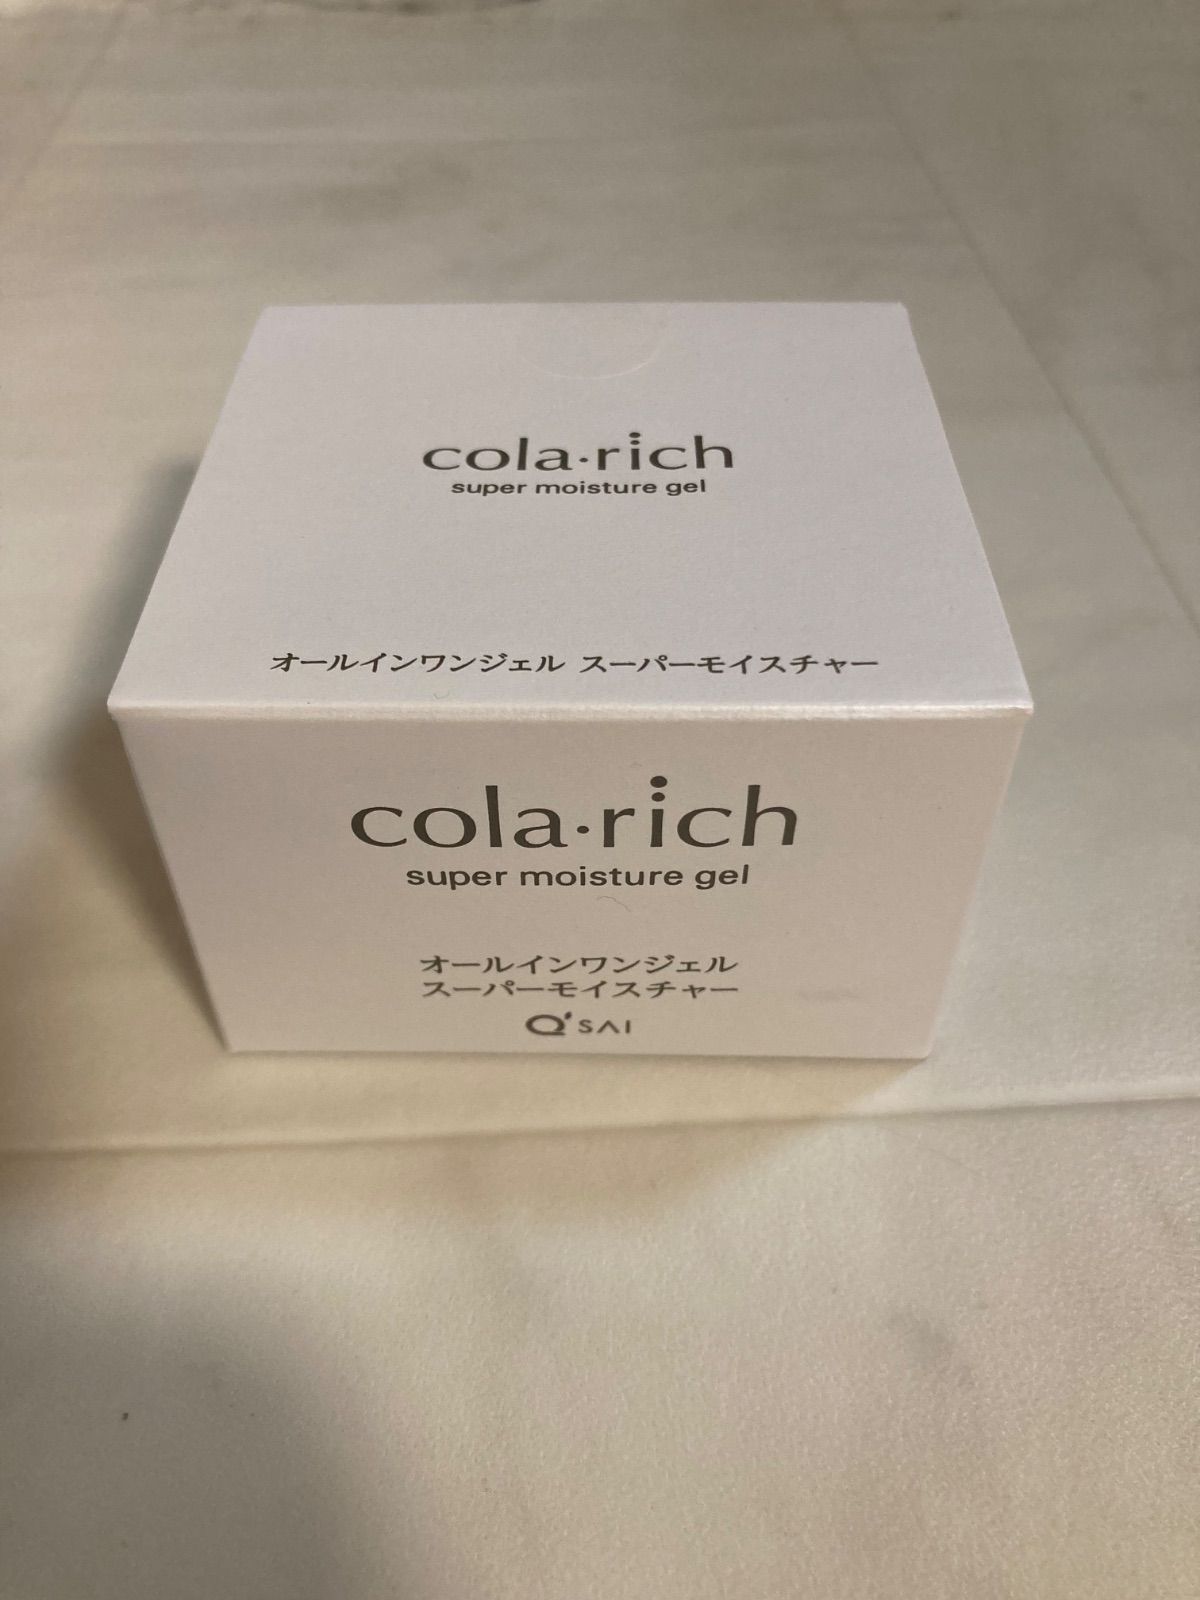 cola·rich
super moisture gel
オールインワンジェル スーパーモイスチャー
cola·rich
super moisture gel
オールインワンジェル
スーパーモイスチャー
Q'SAI